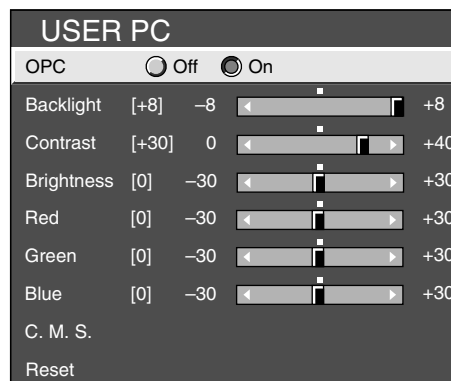 USER PC
OPC Off On
Backlight [+8] –8 +8
Contrast [+30] 0 +40
Brightness [0] –30 +30
Red [0] –30 +30
Green [0] –30 +30
Blue [0] –30 +30
C. M. S.
Reset